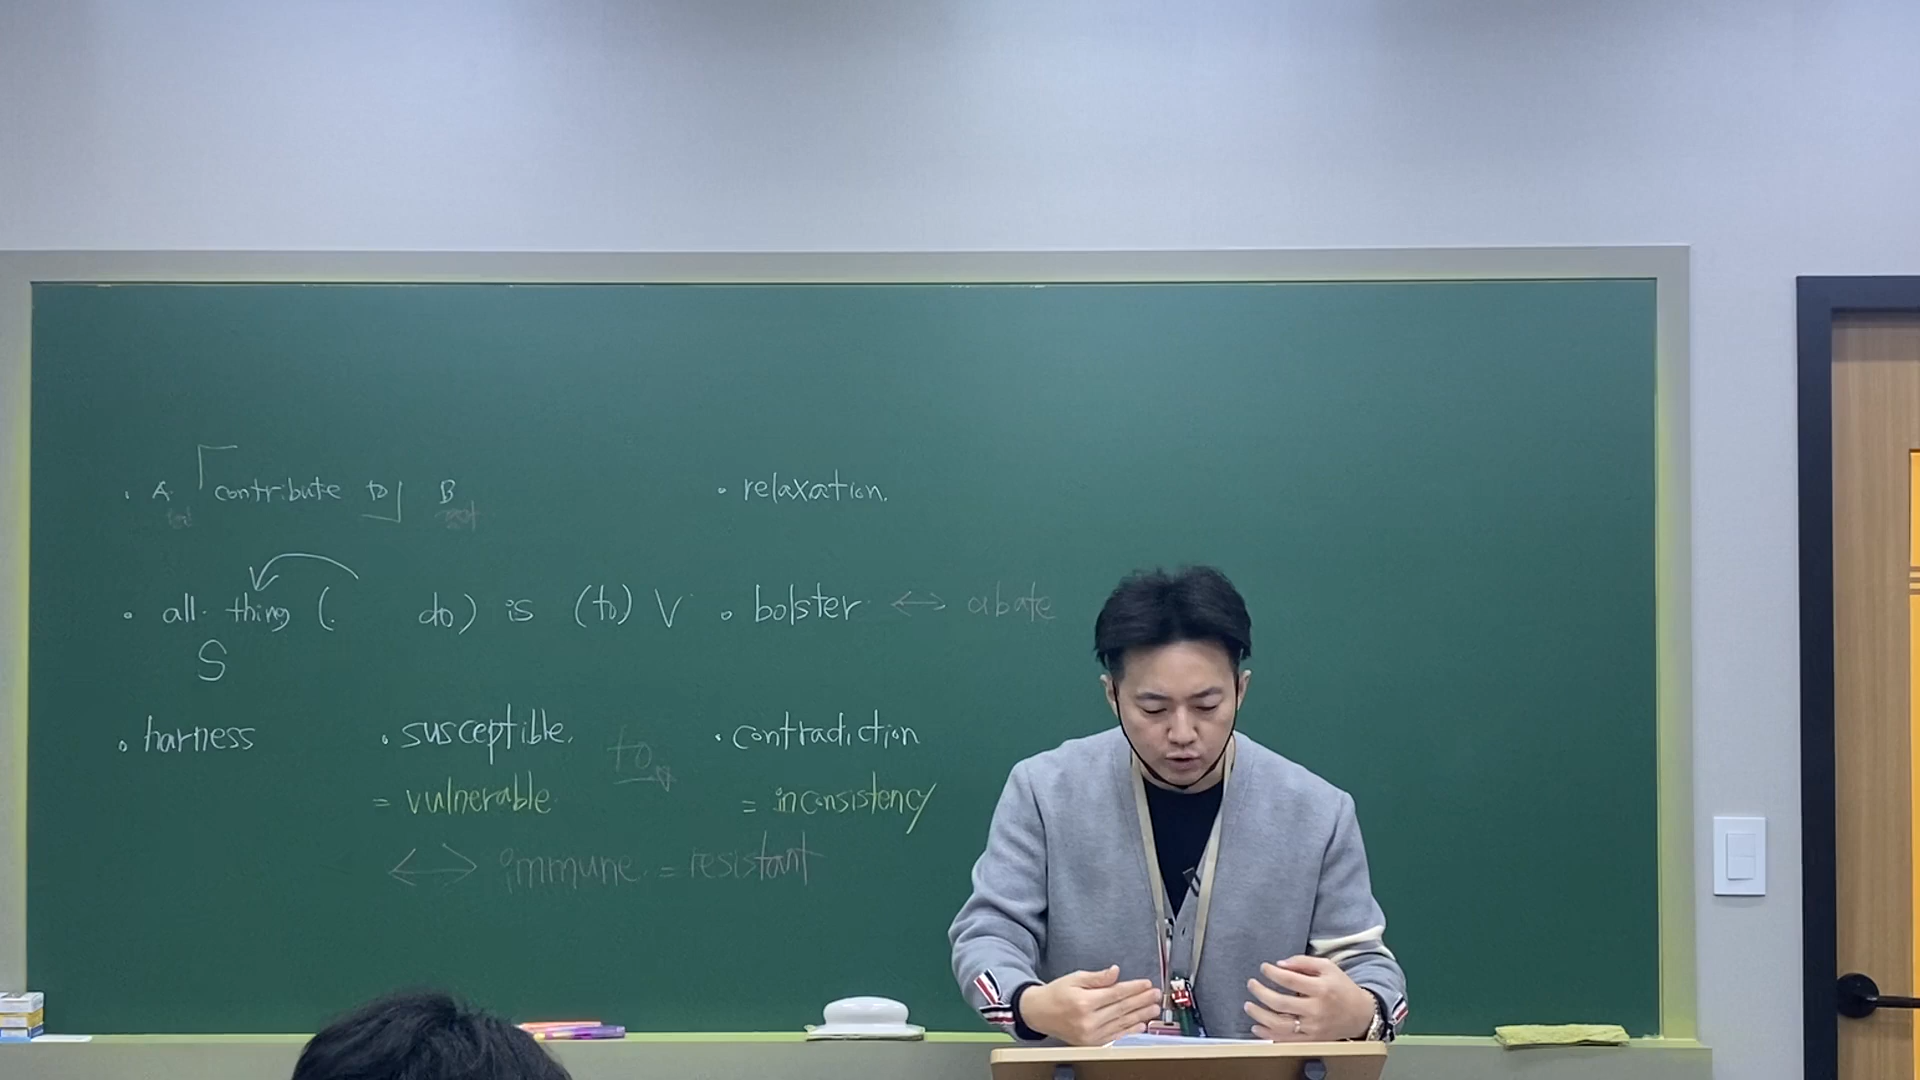 · A contribute to B
· relaxation.
· all thing ( do) is (to) V
· bolster ↔ abate
S
· harness
· susceptible, to
· contradiction
= vulnerable
= inconsistency
↔ immune = resistant